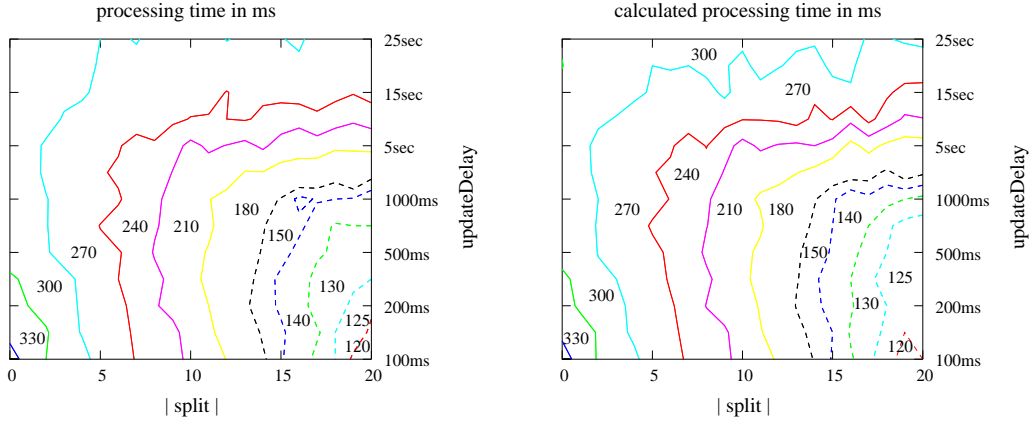 processing time in ms
25sec
15sec
5sec
1000ms
500ms
200ms
100ms
updateDelay
180
240
210
150
270
300
130
140
125
330
120
0
5
10
15
20
| split |
calculated processing time in ms
25sec
15sec
5sec
1000ms
500ms
200ms
100ms
updateDelay
300
270
240
270
210
180
140
150
125
300
130
330
120
0
5
10
15
20
| split |